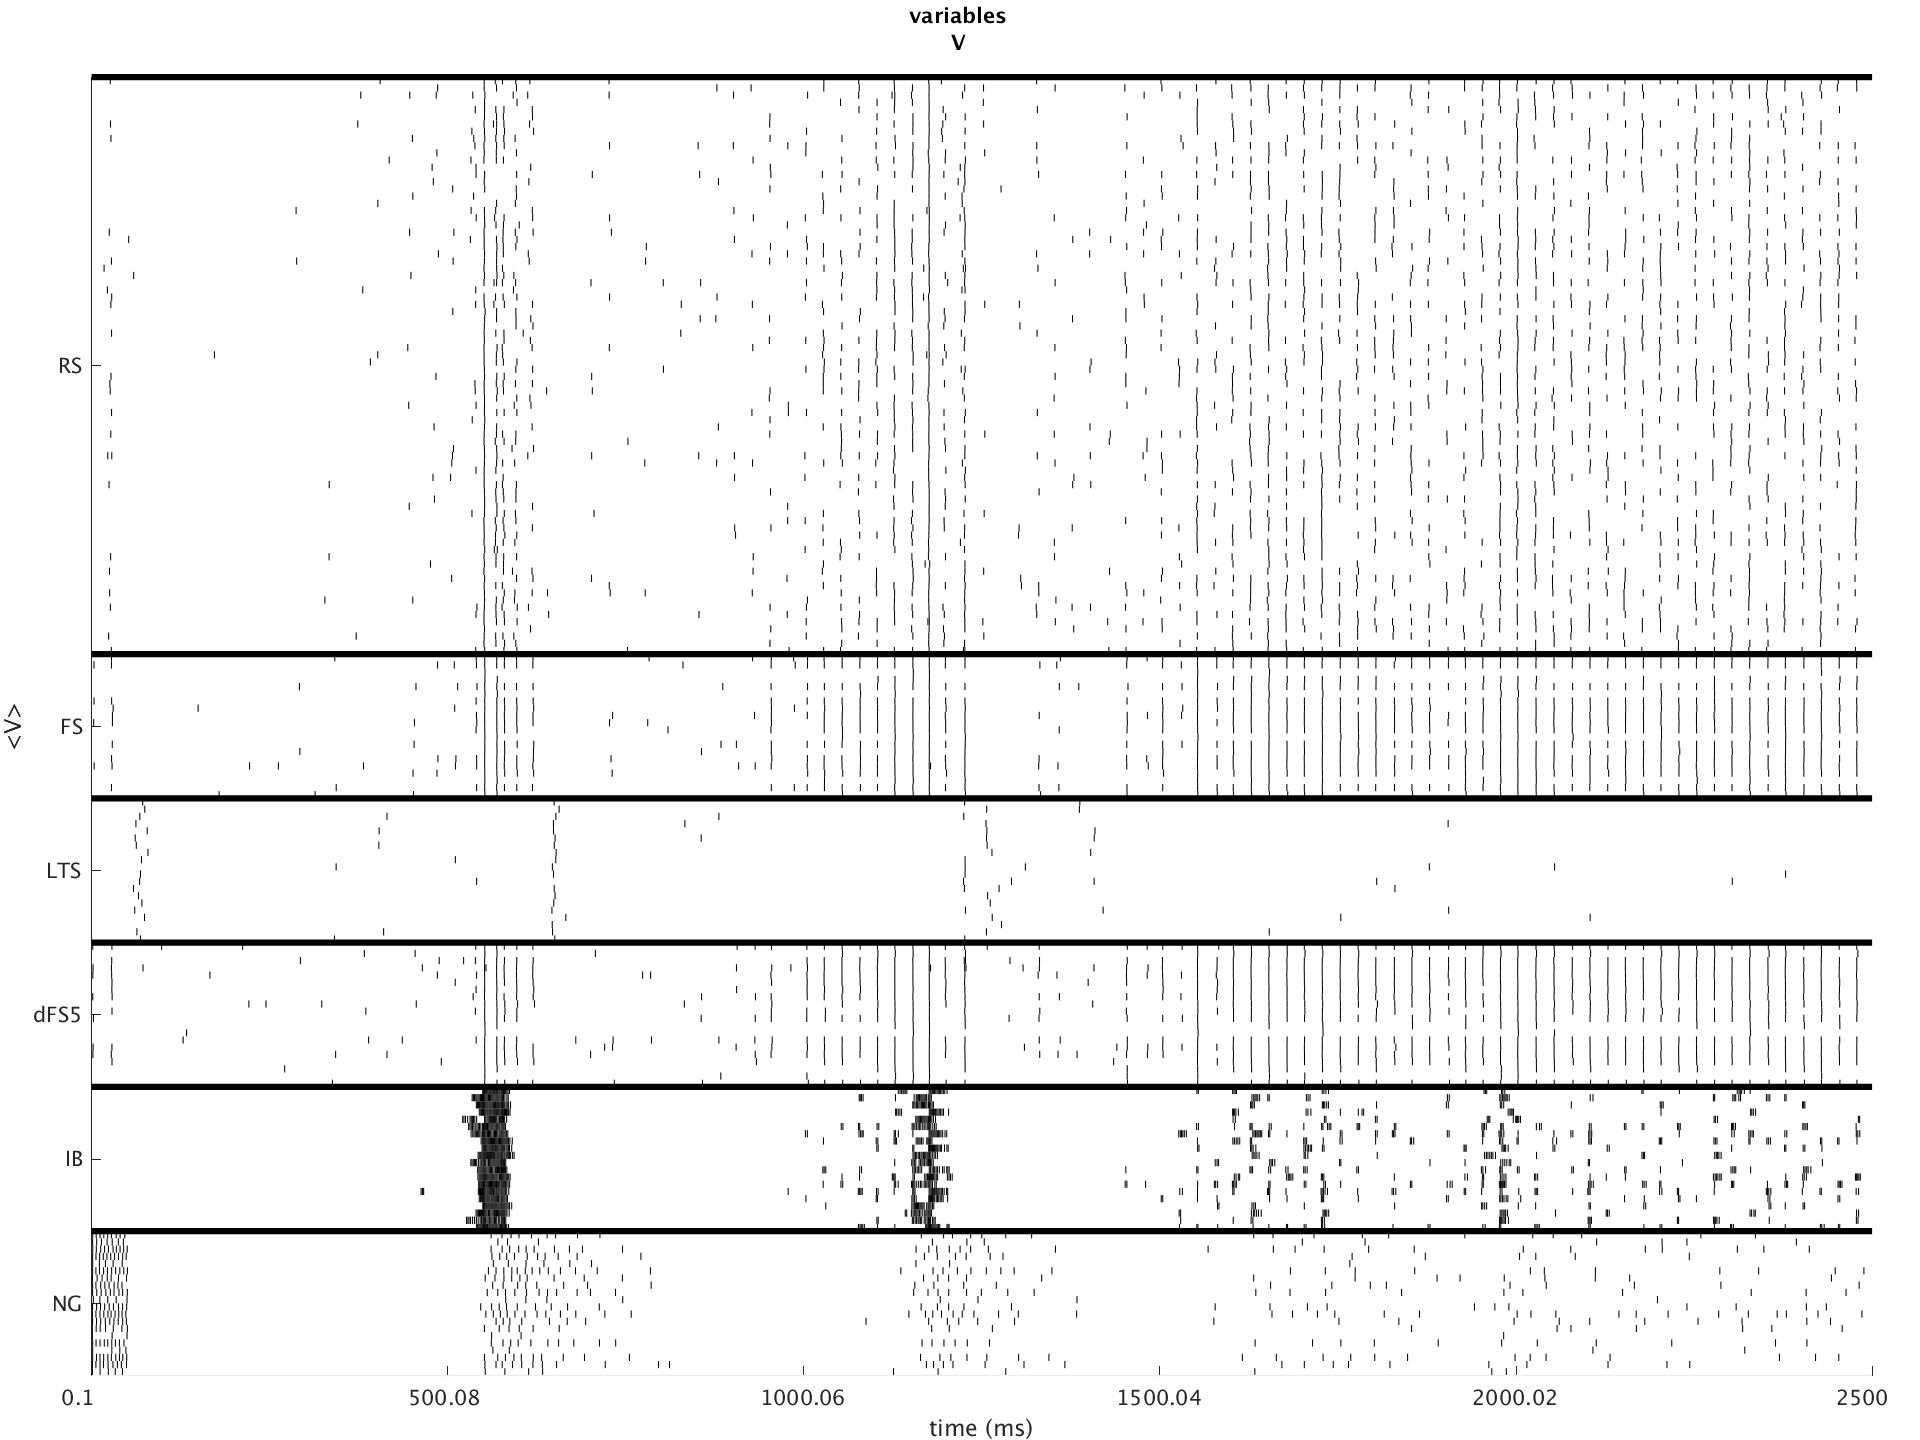 variables
V
RS
FS
<V>
LTS
dFS5
IB
NG
0.1
500.08
1000.06
1500.04
2000.02
2500
time (ms)